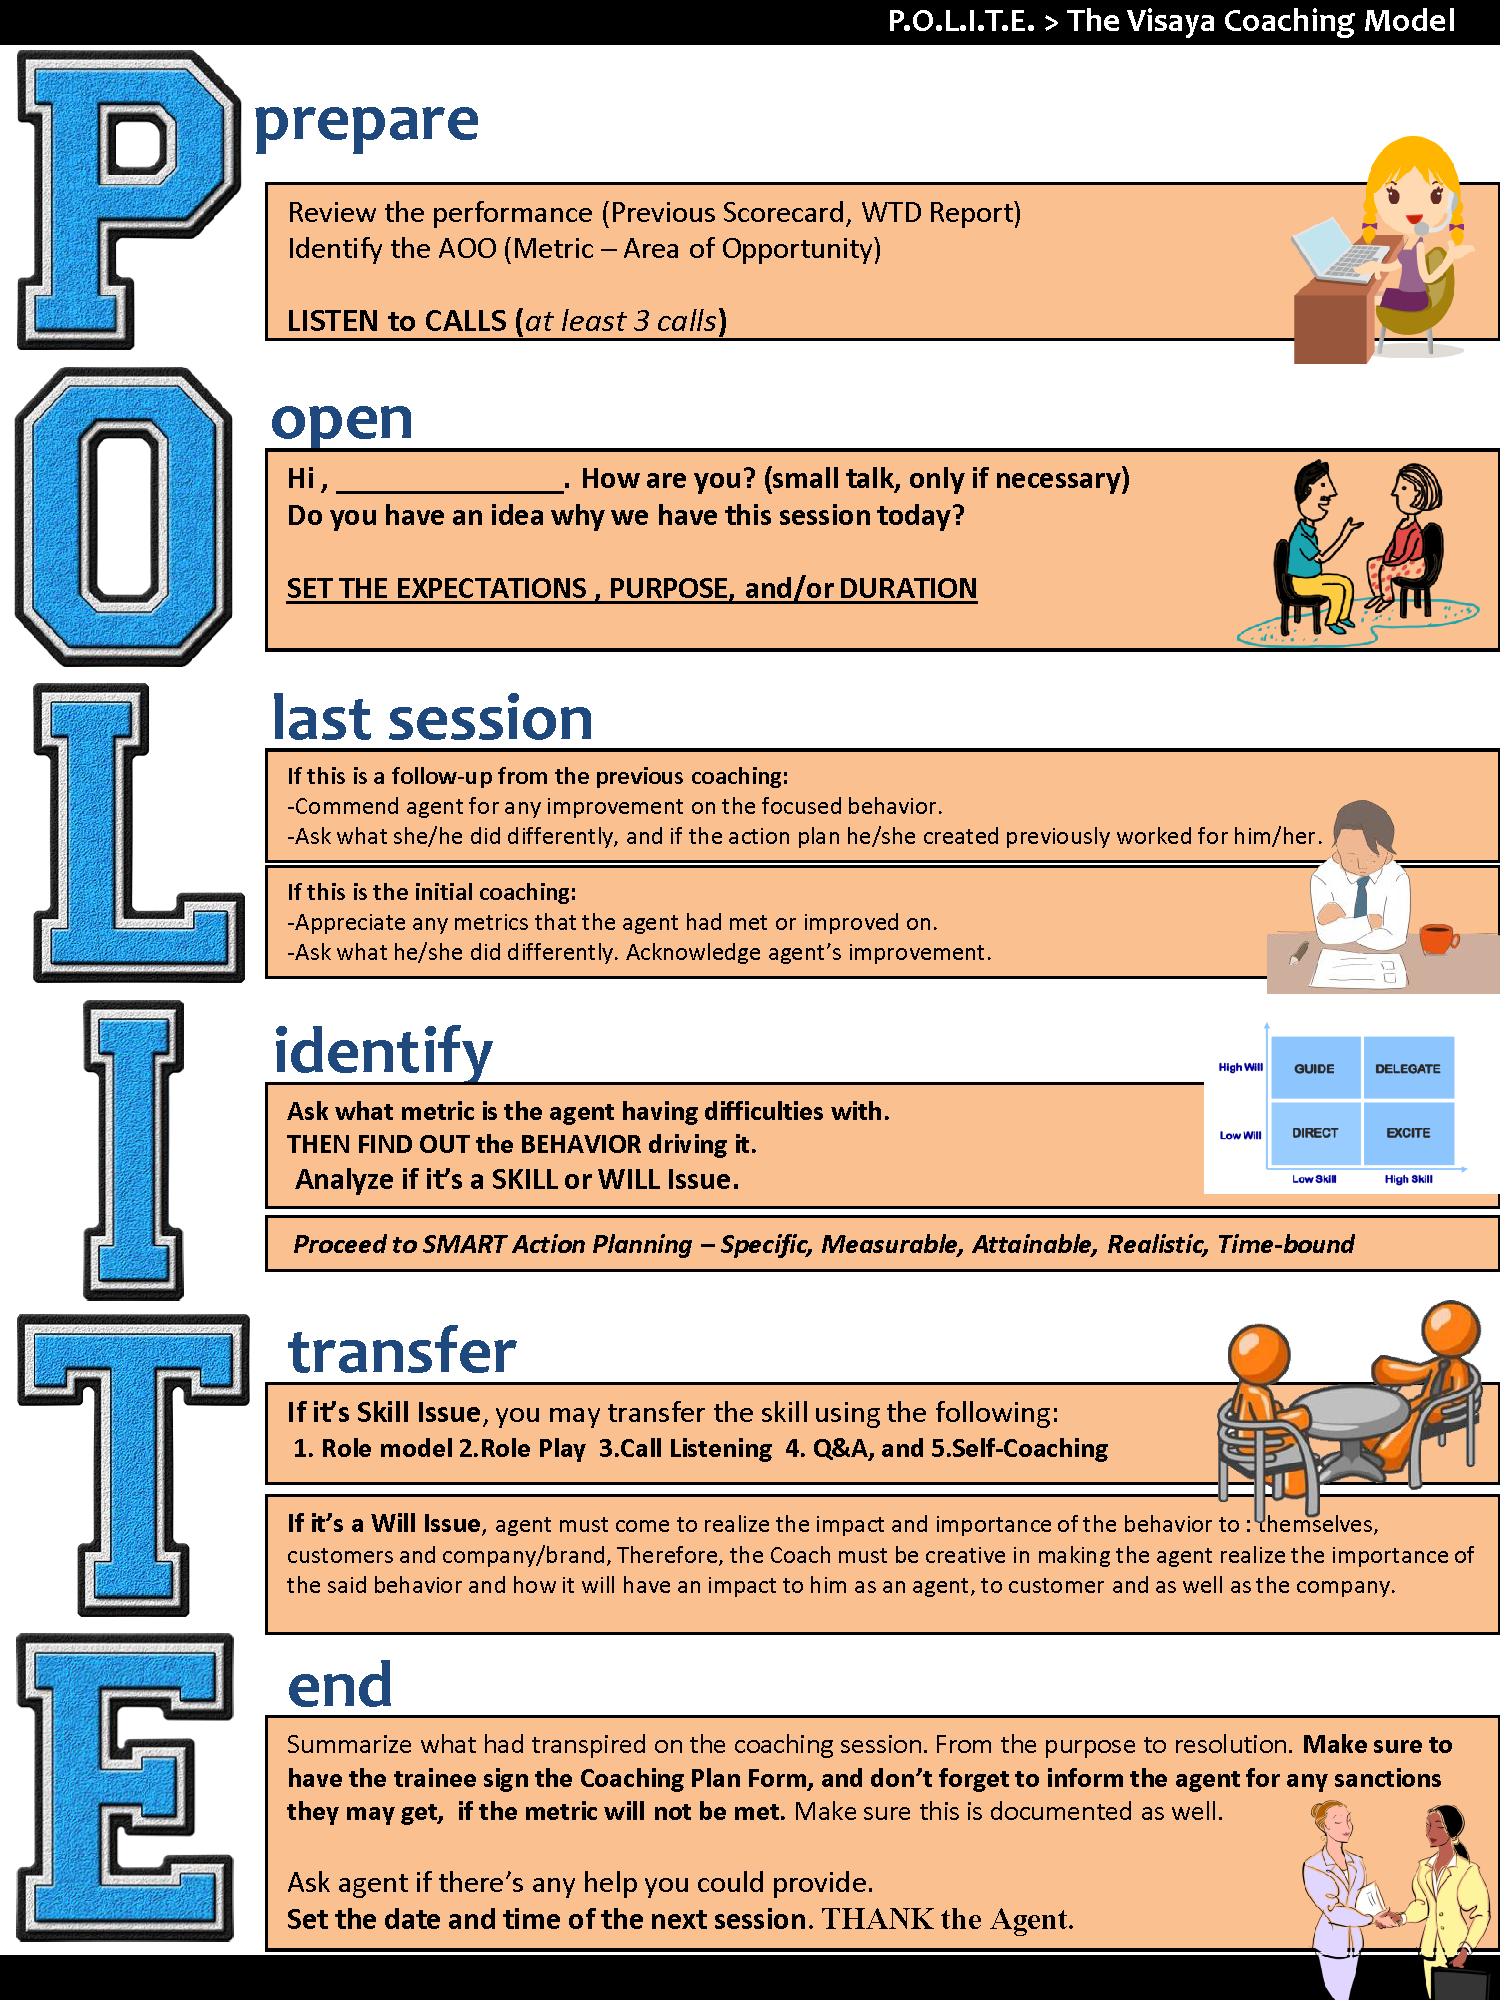 P.O.L.I.T.E. > The Visaya Coaching Model
P
prepare
Review the performance (Previous Scorecard, WTD Report)
Identify the AOO (Metric – Area of Opportunity)
LISTEN to CALLS (at least 3 calls)
O
open
Hi , _______________. How are you? (small talk, only if necessary)
Do you have an idea why we have this session today?
SET THE EXPECTATIONS , PURPOSE, and/or DURATION
L
last session
If this is a follow-up from the previous coaching:
-Commend agent for any improvement on the focused behavior.
-Ask what she/he did differently, and if the action plan he/she created previously worked for him/her.
If this is the initial coaching:
-Appreciate any metrics that the agent had met or improved on.
-Ask what he/she did differently. Acknowledge agent's improvement.
I
identify
Ask what metric is the agent having difficulties with.
THEN FIND OUT the BEHAVIOR driving it.
Analyze if it's a SKILL or WILL Issue.
High Will GUIDE DELEGATE
Low Will DIRECT EXCITE
Low Skill High Skill
Proceed to SMART Action Planning – Specific, Measurable, Attainable, Realistic, Time-bound
T
transfer
If it's Skill Issue, you may transfer the skill using the following:
1. Role model 2.Role Play 3.Call Listening 4. Q&A, and 5.Self-Coaching
If it's a Will Issue, agent must come to realize the impact and importance of the behavior to : themselves,
customers and company/brand, Therefore, the Coach must be creative in making the agent realize the importance of
the said behavior and how it will have an impact to him as an agent, to customer and as well as the company.
E
end
Summarize what had transpired on the coaching session. From the purpose to resolution. Make sure to
have the trainee sign the Coaching Plan Form, and don't forget to inform the agent for any sanctions
they may get, if the metric will not be met. Make sure this is documented as well.
Ask agent if there's any help you could provide.
Set the date and time of the next session. THANK the Agent.